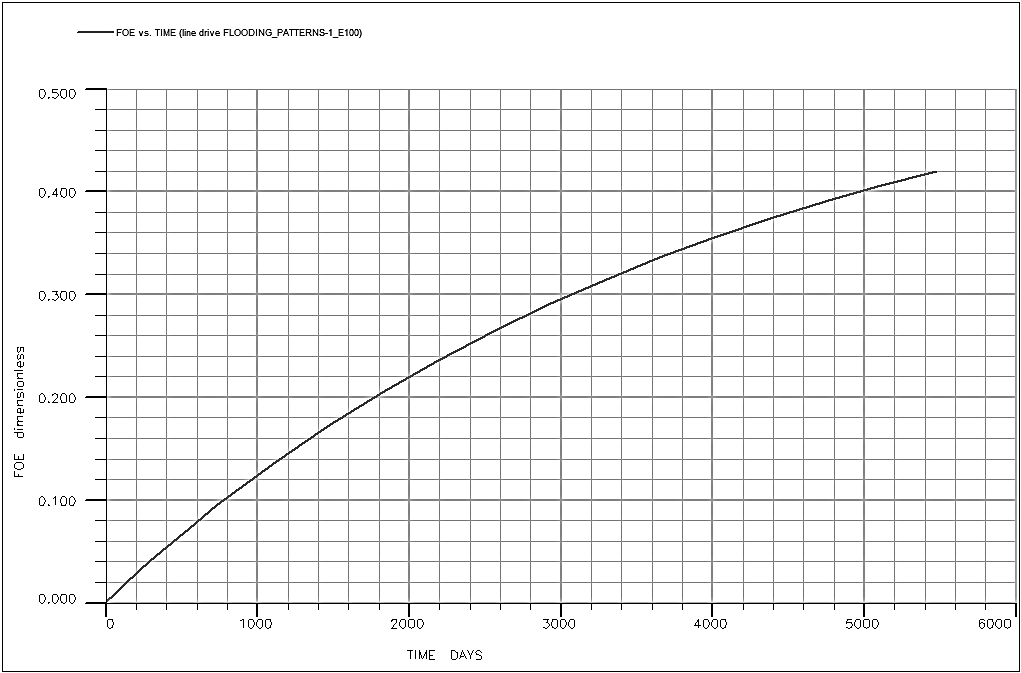 FOE vs. TIME (line drive FLOODING_PATTERNS-1_E100)
0.500
0.400
0.300
0.200
0.100
0.000
FOE dimensionless
0 1000 2000 3000 4000 5000 6000
TIME DAYS